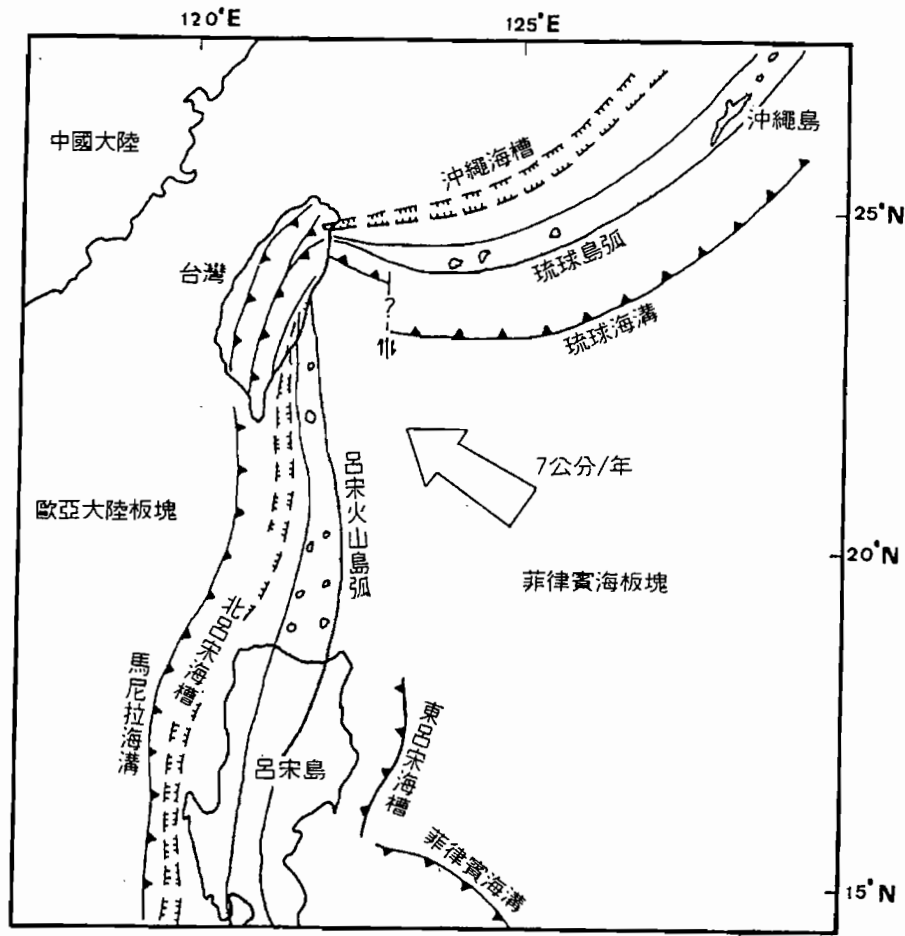 120°E
125°E
中國大陸
沖繩海槽
沖繩島
25°N
台灣
琉球島弧
琉球海溝
?
7公分/年
呂宋火山島弧
歐亞大陸板塊
20°N
菲律賓海板塊
北呂宋海槽
馬尼拉海溝
呂宋島
東呂宋海槽
菲律賓海溝
15°N